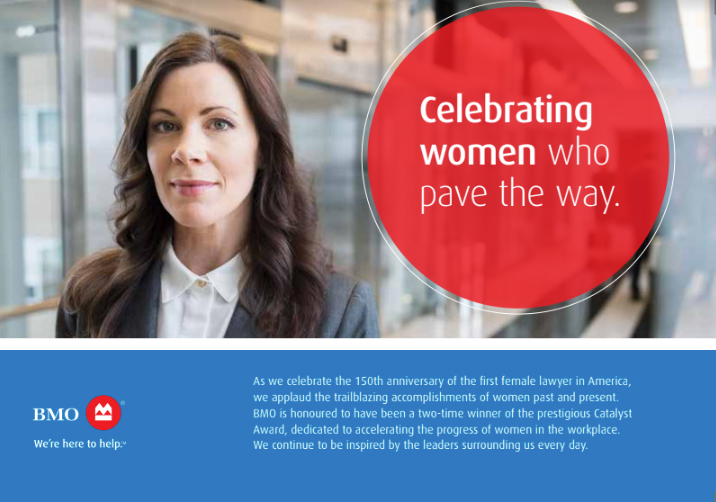 Celebrating
women who
pave the way.
BMO
We're here to help.™
As we celebrate the 150th anniversary of the first female lawyer in America,
we applaud the trailblazing accomplishments of women past and present.
BMO is honoured to have been a two-time winner of the prestigious Catalyst
Award, dedicated to accelerating the progress of women in the workplace.
We continue to be inspired by the leaders surrounding us every day.